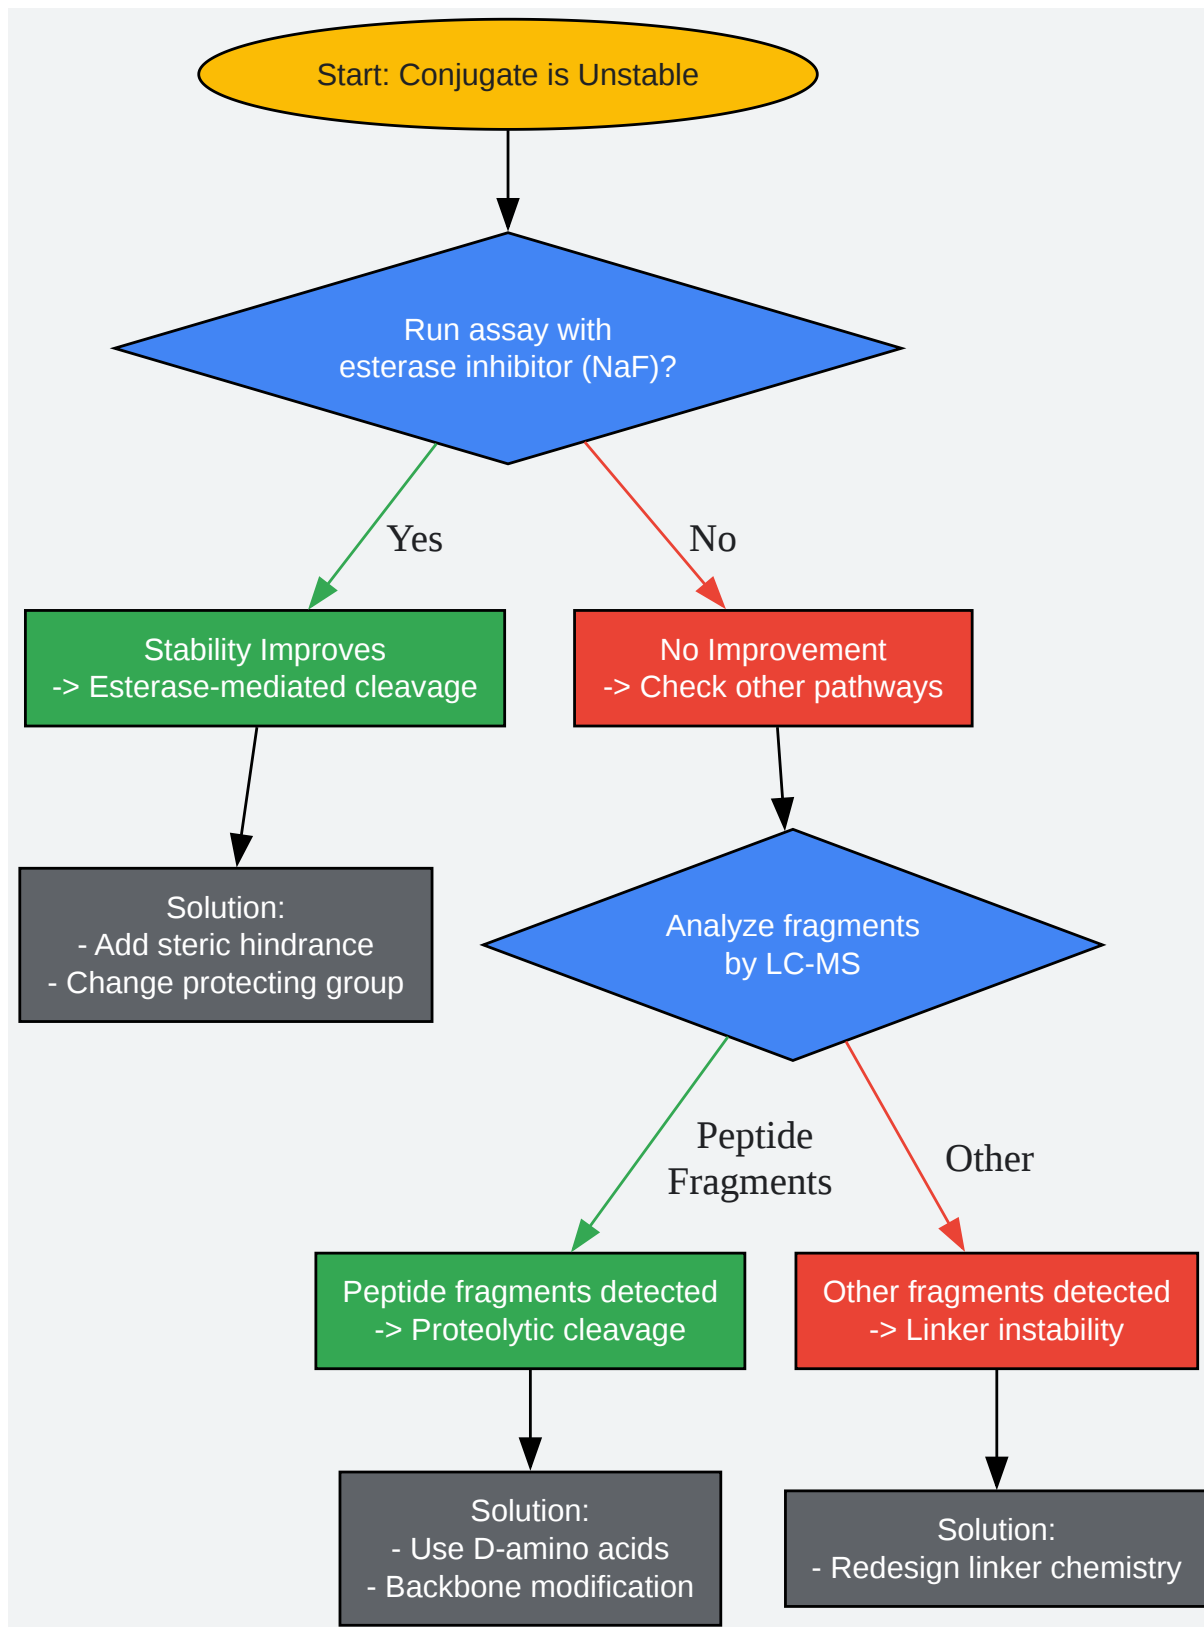 Start: Conjugate is Unstable
Run assay with
esterase inhibitor (NaF)?
Yes
No
Stability Improves
-> Esterase-mediated cleavage
No Improvement
-> Check other pathways
Solution:
- Add steric hindrance
- Change protecting group
Analyze fragments
by LC-MS
Peptide
Fragments
Other
Peptide fragments detected
-> Proteolytic cleavage
Other fragments detected
-> Linker instability
Solution:
- Use D-amino acids
- Backbone modification
Solution:
- Redesign linker chemistry